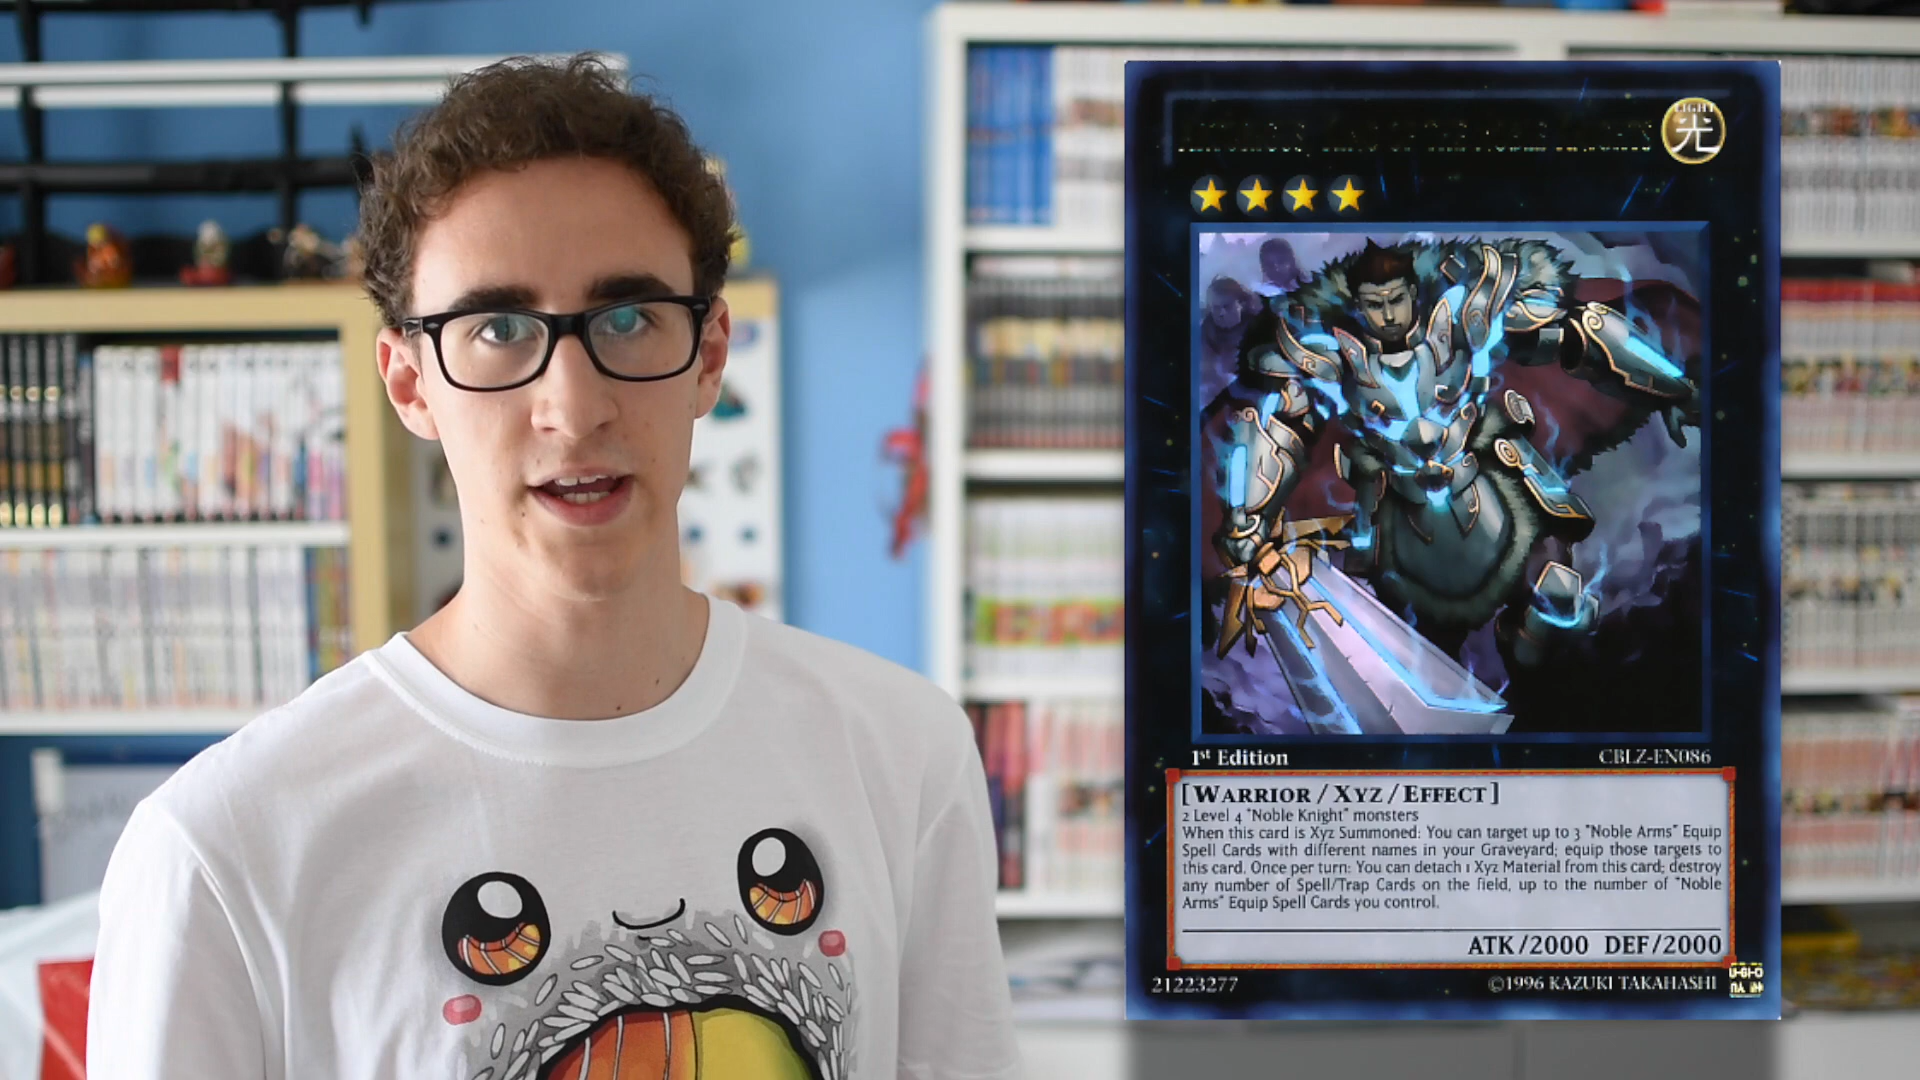 LIGHT
光
1st Edition
CBLZ-EN086
[WARRIOR/XYZ/EFFECT]
2 Level 4 "Noble Knight" monsters
When this card is Xyz Summoned: You can target up to 3 "Noble Arms" Equip
Spell Cards with different names in your Graveyard; equip those targets to
this card. Once per turn: You can detach 1 Xyz Material from this card; destroy
any number of Spell/Trap Cards on the field, up to the number of "Noble
Arms" Equip Spell Cards you control.
ATK/2000 DEF/2000
21223277
©1996 KAZUKI TAKAHASHI